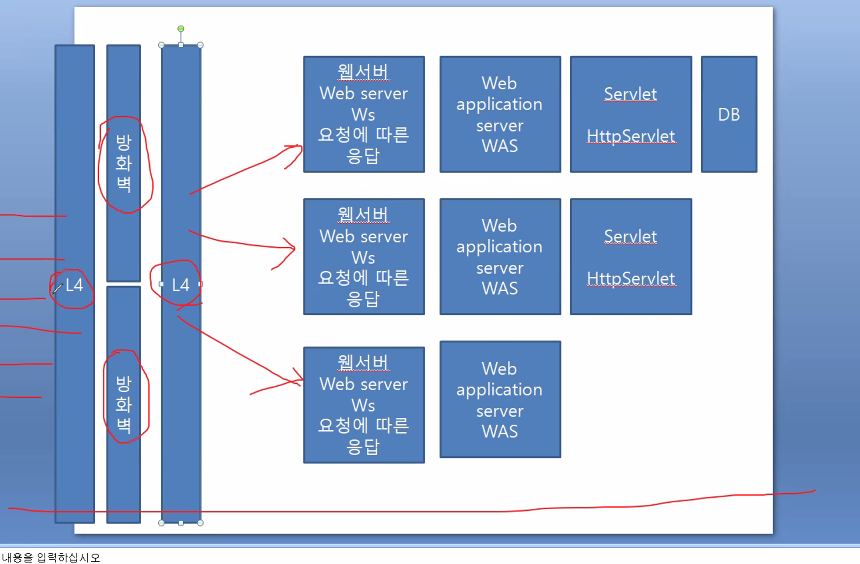 L4
방
화
벽
방
화
벽
L4
웹서버
Web server
Ws
요청에 따른
응답
Web
application
server
WAS
Servlet
HttpServlet
DB
웹서버
Web server
Ws
요청에 따른
응답
Web
application
server
WAS
Servlet
HttpServlet
웹서버
Web server
Ws
요청에 따른
응답
Web
application
server
WAS
내용을 입력하십시오